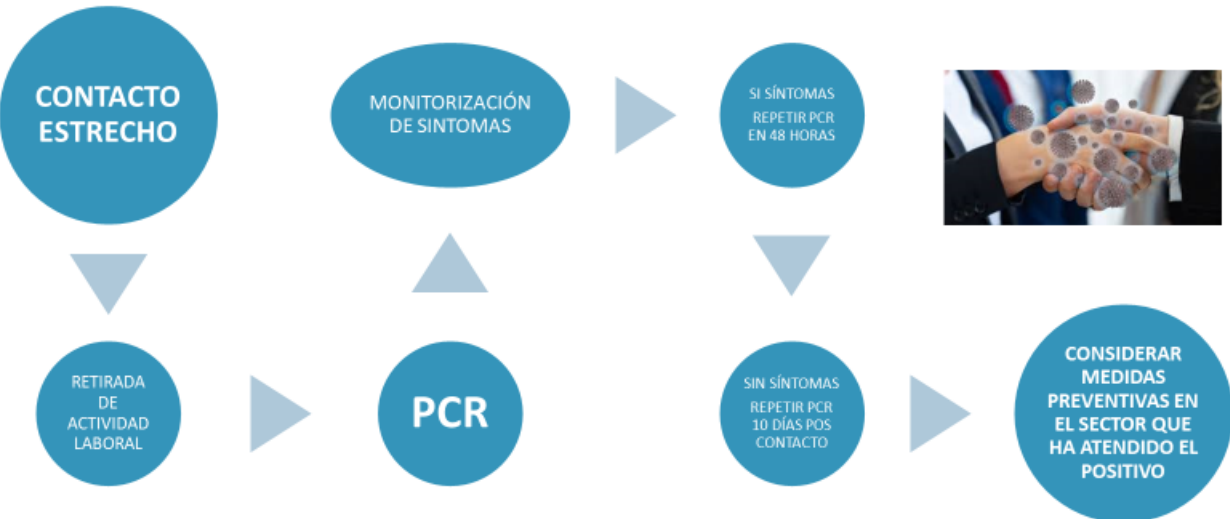 CONTACTO
ESTRECHO
RETIRADA
DE
ACTIVIDAD
LABORAL
PCR
MONITORIZACIÓN
DE SINTOMAS
SI SÍNTOMAS
REPETIR PCR
EN 48 HORAS
SIN SÍNTOMAS
REPETIR PCR
10 DÍAS POS
CONTACTO
CONSIDERAR
MEDIDAS
PREVENTIVAS EN
EL SECTOR QUE
HA ATENDIDO EL
POSITIVO